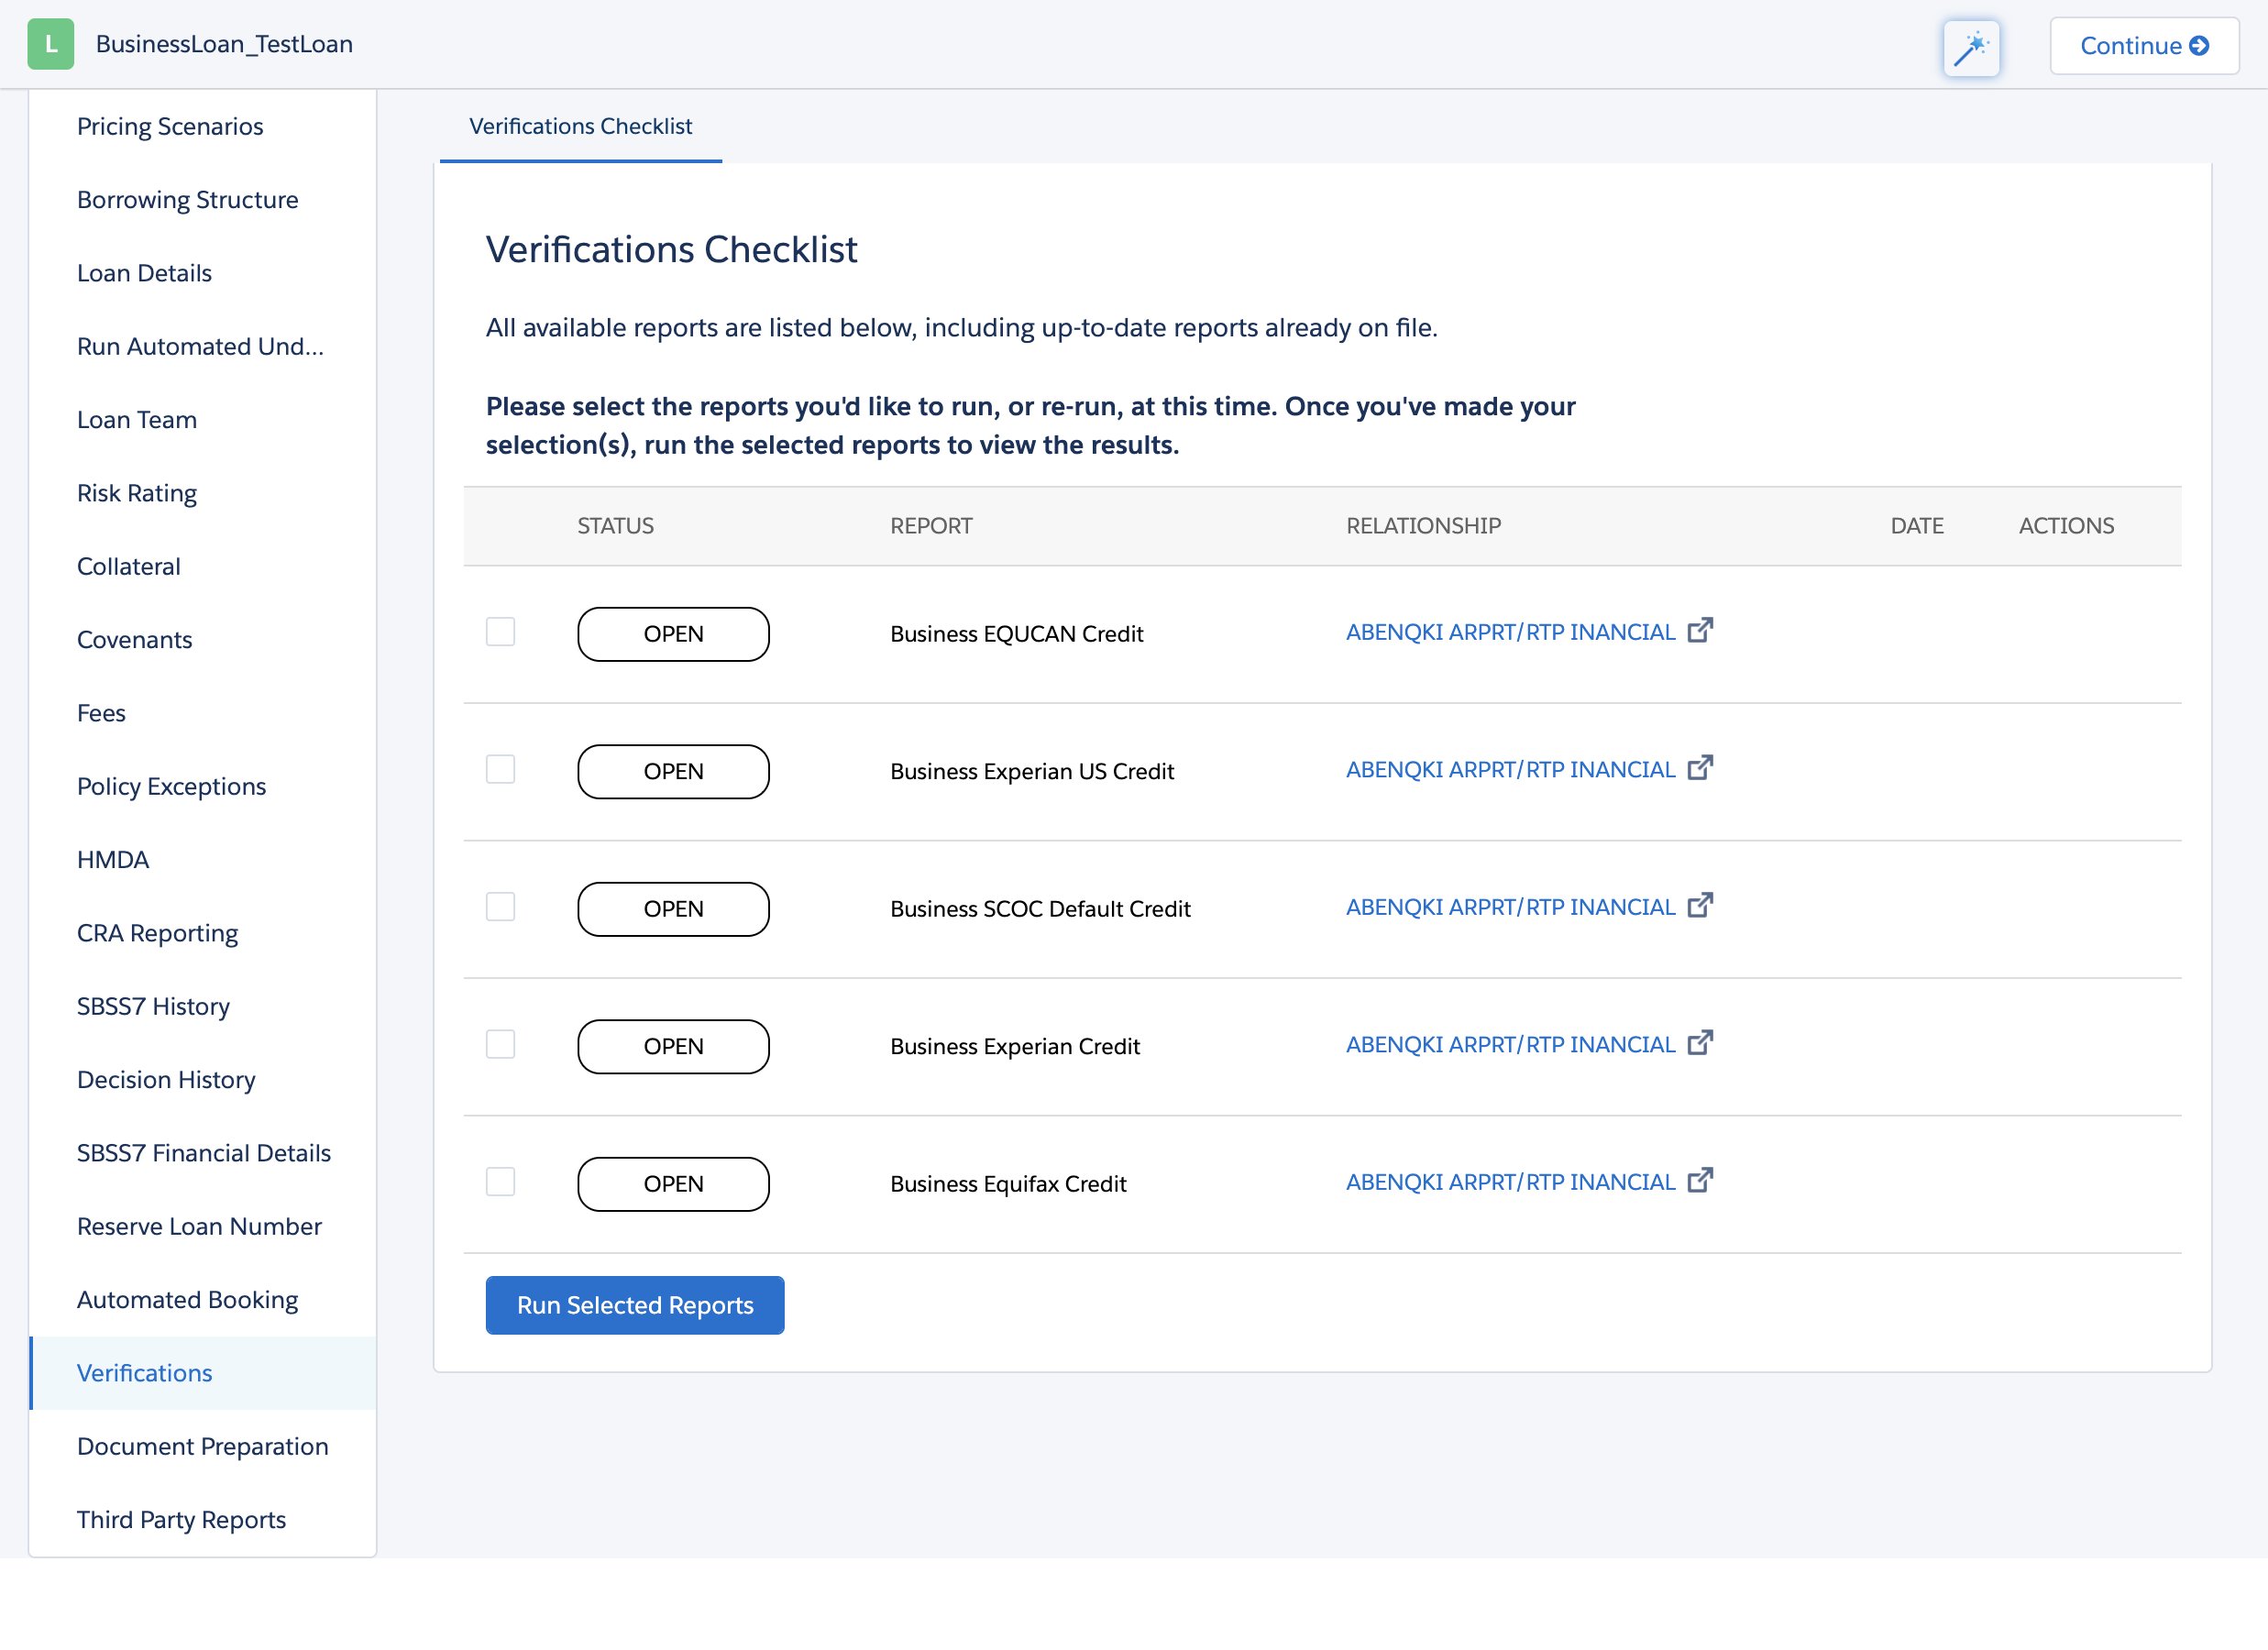 L
BusinessLoan_TestLoan
Continue
Pricing Scenarios
Borrowing Structure
Loan Details
Run Automated Und...
Loan Team
Risk Rating
Collateral
Covenants
Fees
Policy Exceptions
HMDA
CRA Reporting
SBSS7 History
Decision History
SBSS7 Financial Details
Reserve Loan Number
Automated Booking
Verifications
Document Preparation
Third Party Reports
Verifications Checklist
Verifications Checklist
All available reports are listed below, including up-to-date reports already on file.
Please select the reports you'd like to run, or re-run, at this time. Once you've made your
selection(s), run the selected reports to view the results.
STATUS REPORT RELATIONSHIP DATE ACTIONS
OPEN Business EQUCAN Credit ABENQKI ARPRT/RTP INANCIAL
OPEN Business Experian US Credit ABENQKI ARPRT/RTP INANCIAL
OPEN Business SCOC Default Credit ABENQKI ARPRT/RTP INANCIAL
OPEN Business Experian Credit ABENQKI ARPRT/RTP INANCIAL
OPEN Business Equifax Credit ABENQKI ARPRT/RTP INANCIAL
Run Selected Reports